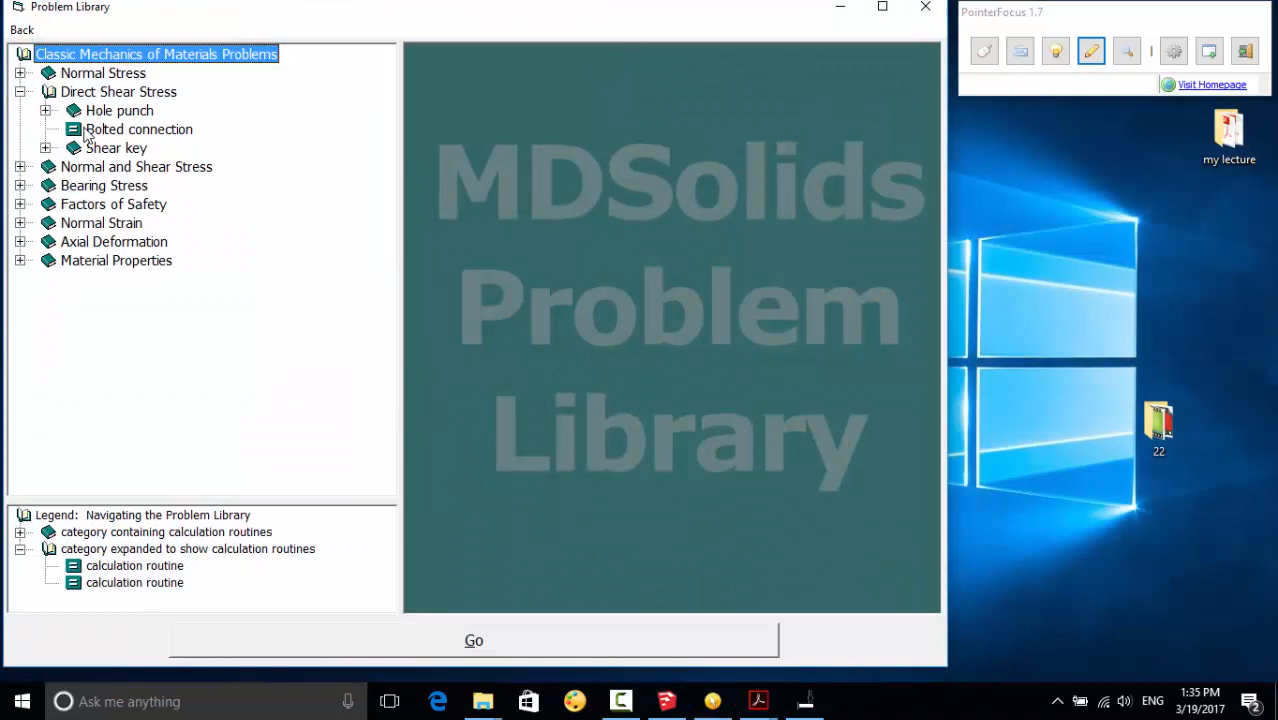 Problem Library
Back
Classic Mechanics of Materials Problems
Normal Stress
Direct Shear Stress
Hole punch
Bolted connection
Shear key
Normal and Shear Stress
Bearing Stress
Factors of Safety
Normal Strain
Axial Deformation
Material Properties
Legend: Navigating the Problem Library
category containing calculation routines
category expanded to show calculation routines
calculation routine
calculation routine
MDSolids
Problem
Library
Go
PointerFocus 1.7
Visit Homepage
my lecture
22
Ask me anything
ENG
1:35 PM
3/19/2017
2